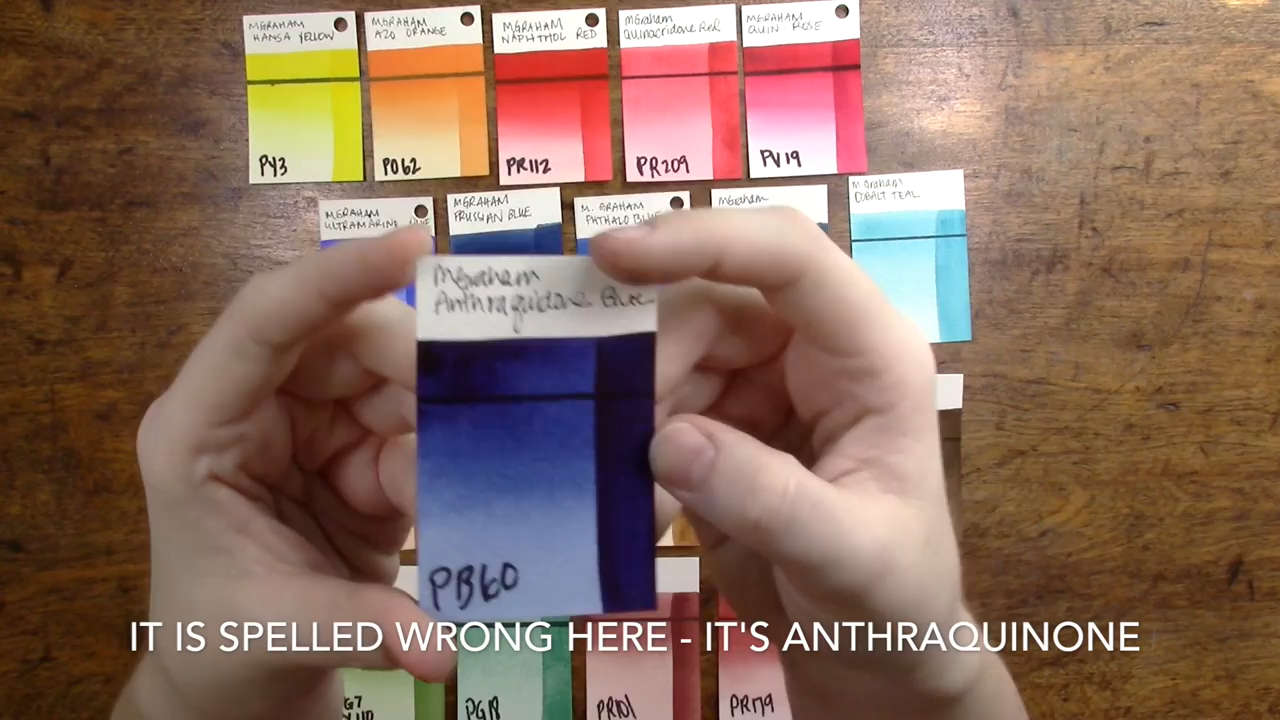 MGRAHAM
HANSA YELLOW
PY3
MGRAHAM
AZO ORANGE
PO62
MGRAHAM
NAPHTHOL RED
PR112
MGraham
Quinacridone Red
PR209
MGRAHAM
QUIN ROSE
PV19
MGRAHAM
ULTRAMARINE
MGRAHAM
PRUSSIAN BLUE
M. GRAHAM
PHTHALO BLUE
MGraham
M Graham
COBALT TEAL
MGraham
Anthraquidone Blue
PB60
IT IS SPELLED WRONG HERE - IT'S ANTHRAQUINONE
PG18
PR101
PR179